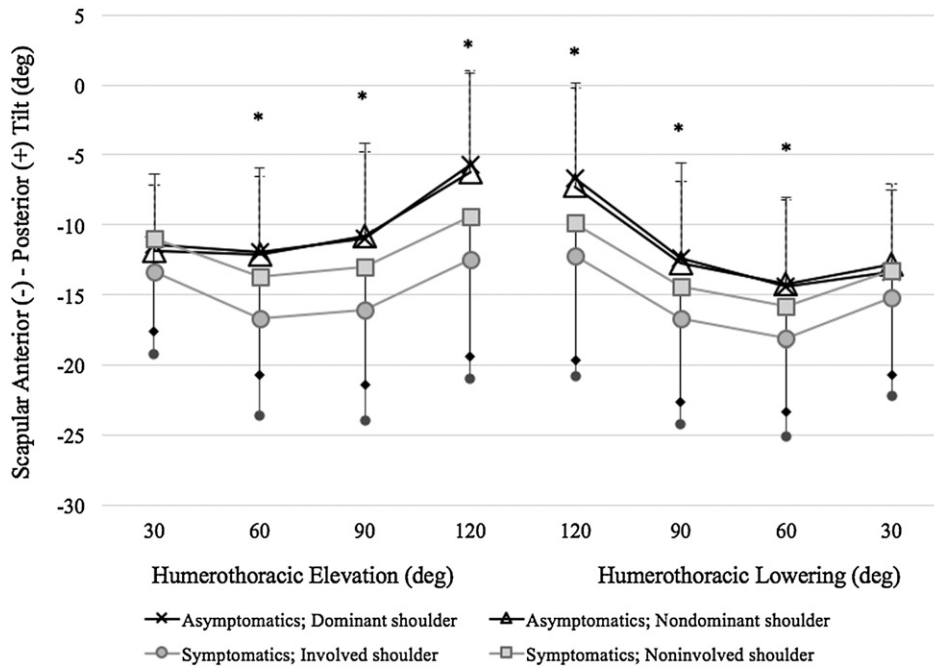 5
0
-5
-10
-15
-20
-25
-30
Scapular Anterior (-) - Posterior (+) Tilt (deg)
* * * * * *
30 60 90 120 120 90 60 30
Humerothoracic Elevation (deg) Humerothoracic Lowering (deg)
Asymptomatics; Dominant shoulder Asymptomatics; Nondominant shoulder
Symptomatics; Involved shoulder Symptomatics; Noninvolved shoulder